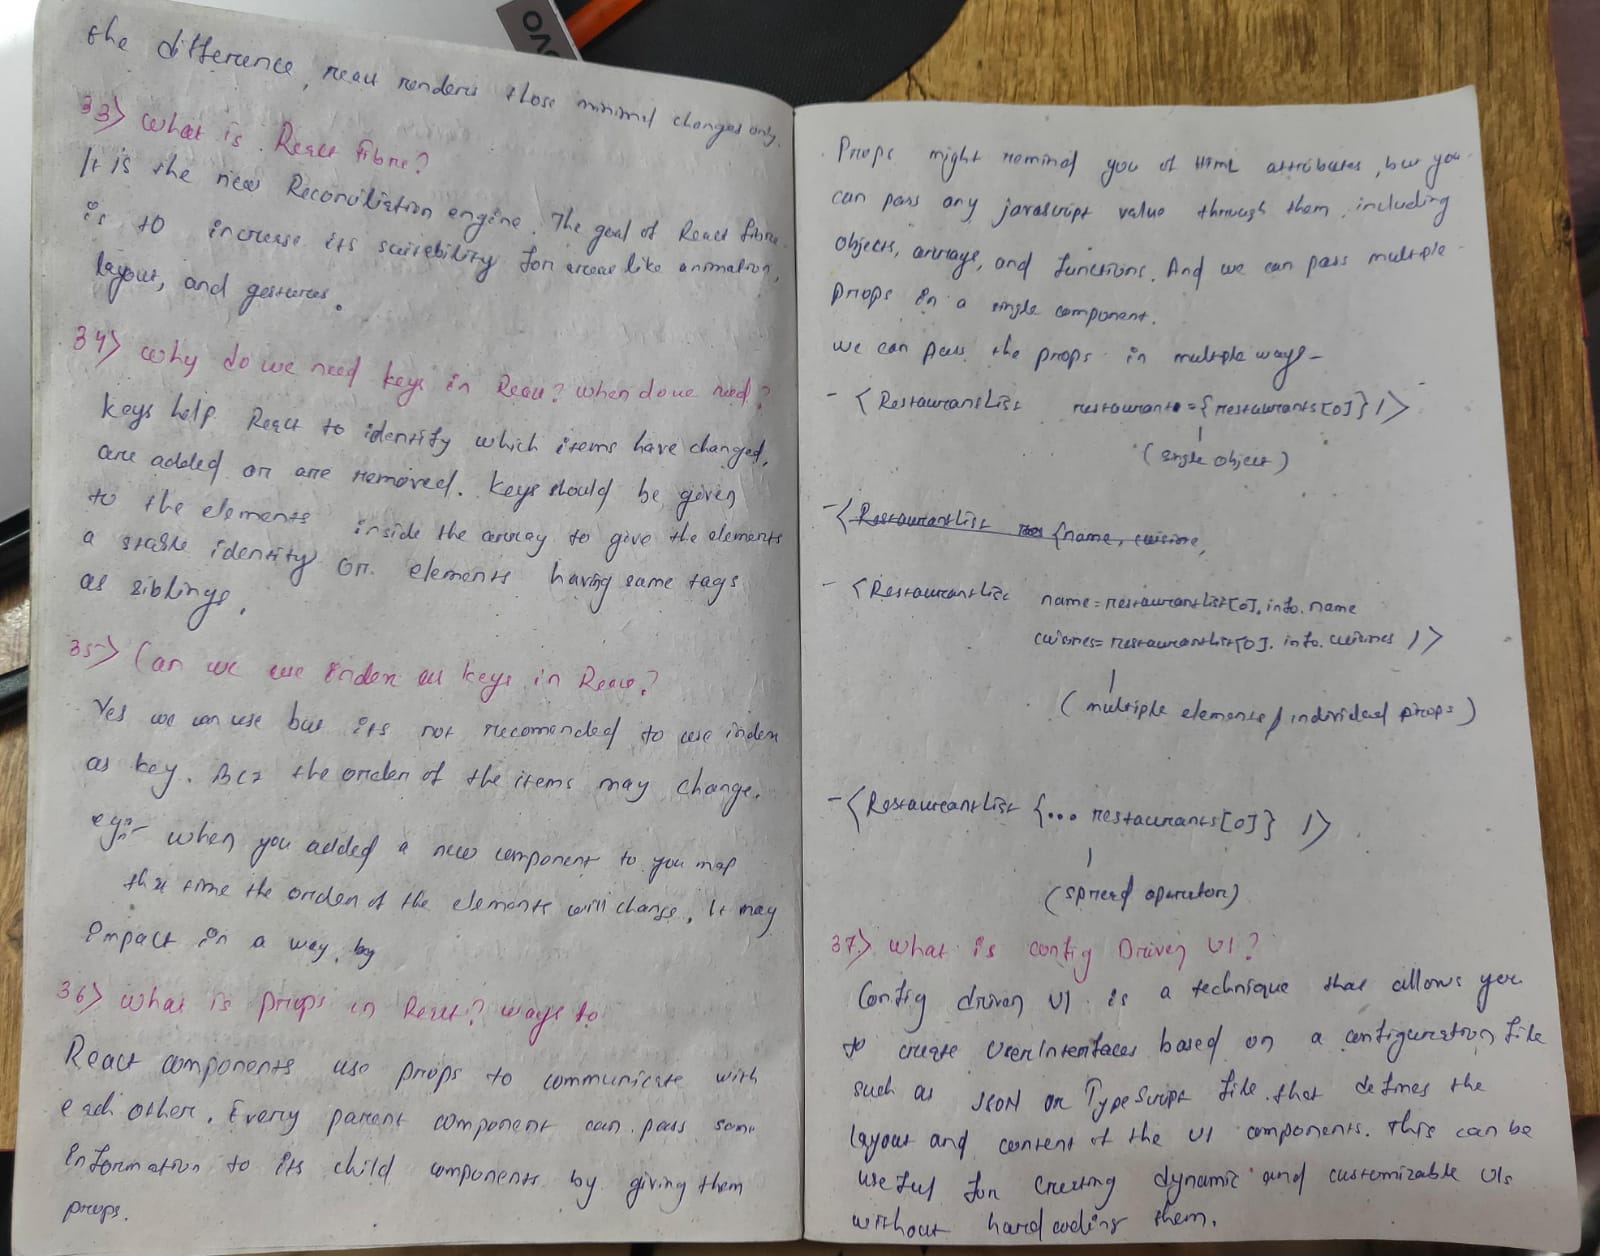 OVO
the difference, react renders those minimal changes only.
33> What is React Fibre?
It is the new Reconciliation engine. The goal of React fibre
is to increase its suitability for areas like animation,
layout, and gestures.
34> Why do we need keys in React? when do we need?
Keys help React to identify which items have changed,
are added or are removed. Keys should be given
to the elements inside the array to give the elements
a stable identity or elements having same tags
as siblings.
35> Can we use index as keys in React?
Yes we can use but its not recomended to use index
as key. Bcz the order of the items may change.
eg:- when you added a new component to you map
that time the order of the elements will change. It may
impact in a way, by
36> What is props in React? ways to
React components use props to communicate with
each other. Every parent component can pass some
information to its child components by giving them
props.
Props might remind you of HTML attributes, but you
can pass any javascript value through them, including
objects, arrays, and functions. And we can pass multiple
props in a single component.
we can pass the props in multiple ways-
- <RestaurantList restaurant={restaurants[0]} />
(single object)
- <RestaurantList {name, cuisine,
- <RestaurantList name=restaurantList[0].info.name
cuisines=restaurantList[0].info.cuisines />
(multiple elements/individual props)
- <RestaurantList {... restaurants[0]} />
(spread operator)
37> What is config Driven UI?
Config driven UI is a technique that allows you
to create UserInterfaces based on a configuration file
such as JSON or TypeScript file that defines the
layout and content of the UI components. This can be
useful for creating dynamic and customizable UIs
without hardcoding them.